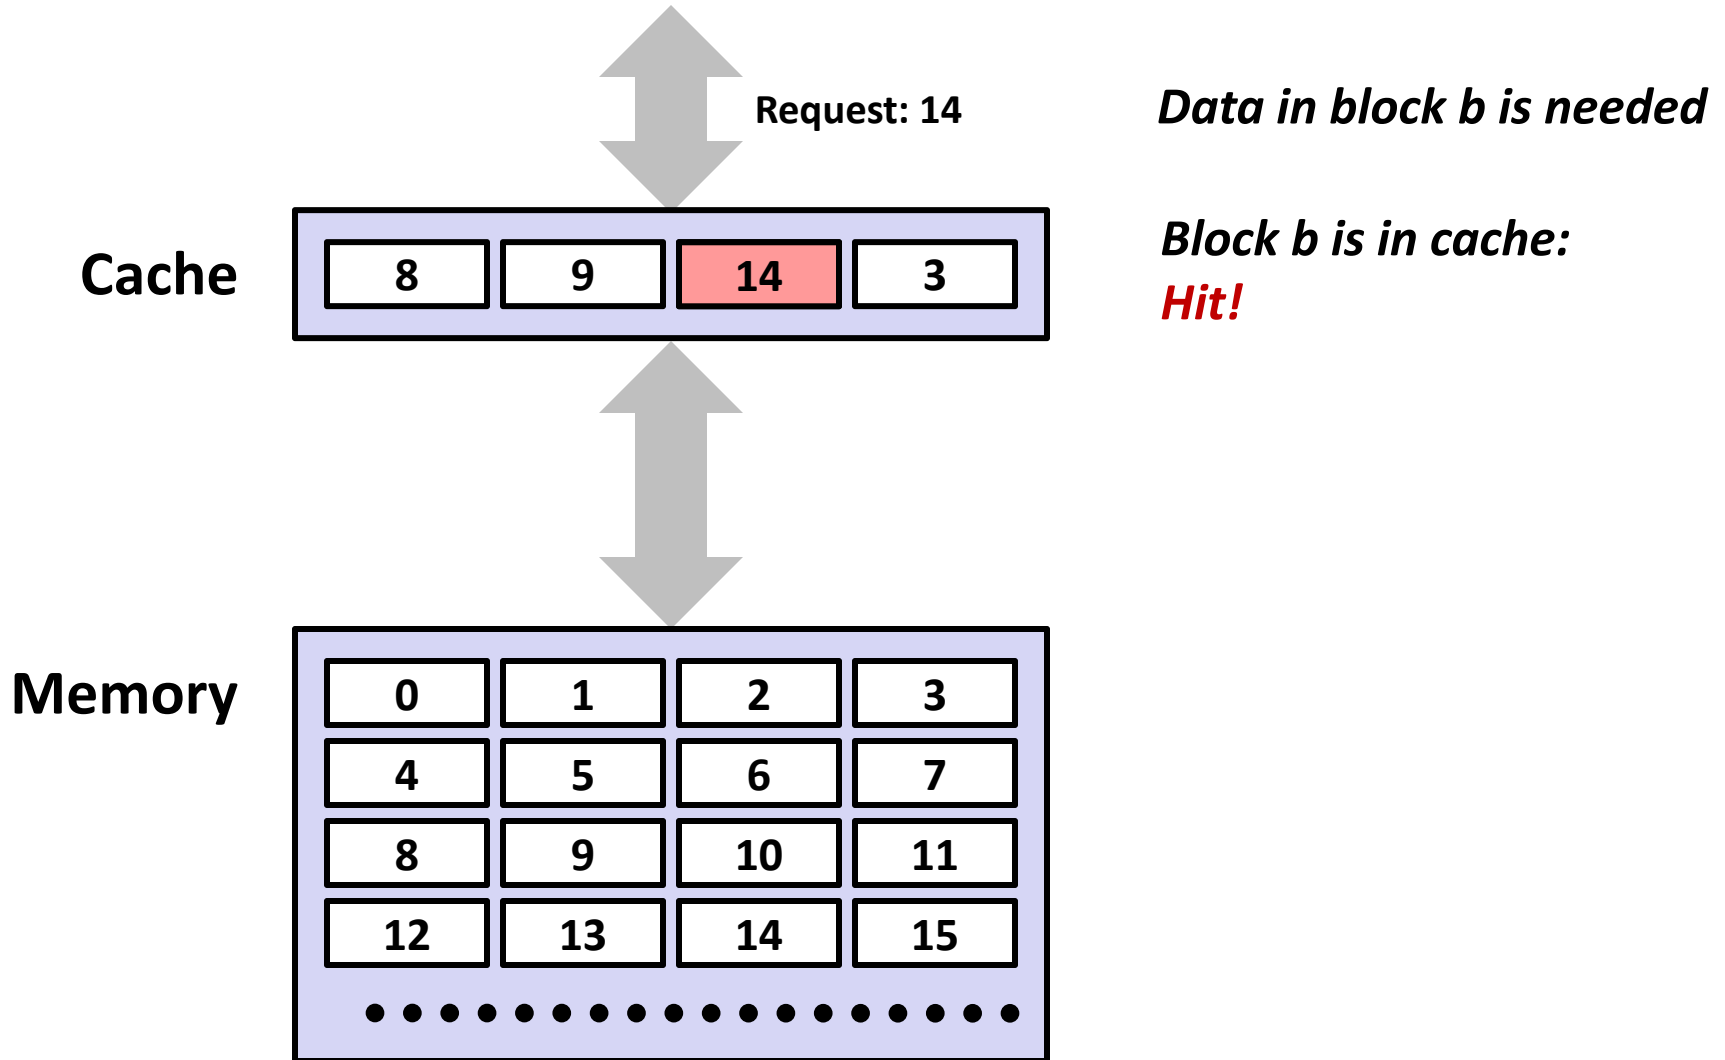 Request: 14
Data in block b is needed
Cache
8 9 14 3
Block b is in cache:
Hit!
Memory
0 1 2 3
4 5 6 7
8 9 10 11
12 13 14 15